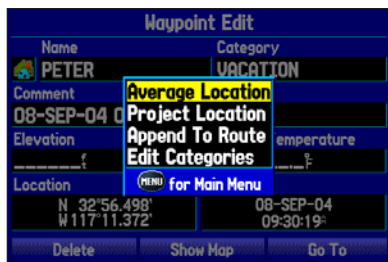 Waypoint Edit
Name Category
PETER VACATION
Comment
08-SEP-04
Average Location
Project Location
Append To Route
Edit Categories
MENU for Main Menu
Elevation
Location
N 32°56.498'
W117°11.372'
08-SEP-04
09:30:19
Delete Show Map Go To